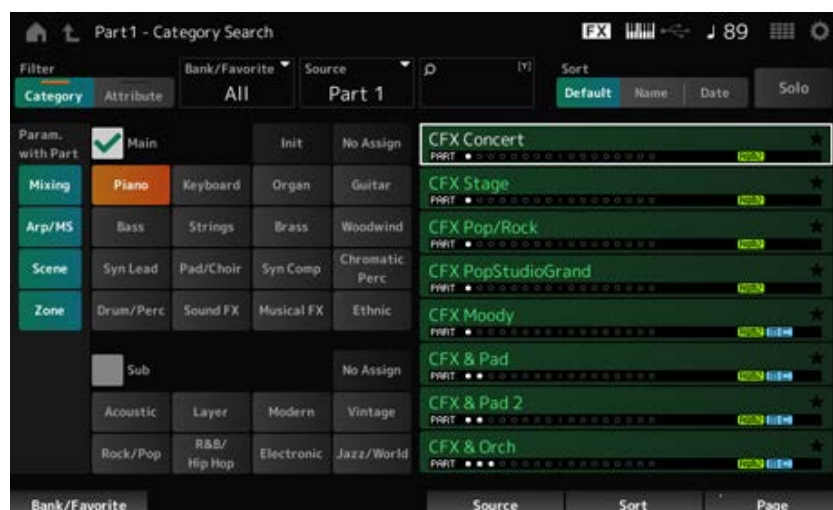 Part1 - Category Search
FX
89
Filter
Category
Attribute
Bank/Favorite
All
Source
Part 1
[Y]
Sort
Default
Name
Date
Solo
Param.
with Part
Main
Init
No Assign
Mixing
Piano
Keyboard
Organ
Guitar
Arp/MS
Bass
Strings
Brass
Woodwind
Scene
Syn Lead
Pad/Choir
Syn Comp
Chromatic
Perc
Zone
Drum/Perc
Sound FX
Musical FX
Ethnic
Sub
No Assign
Acoustic
Layer
Modern
Vintage
Rock/Pop
R&B/
Hip Hop
Electronic
Jazz/World
CFX Concert
PART
CFX Stage
PART
CFX Pop/Rock
PART
CFX PopStudioGrand
PART
CFX Moody
PART
CFX & Pad
PART
CFX & Pad 2
PART
CFX & Orch
PART
Bank/Favorite
Source
Sort
Page